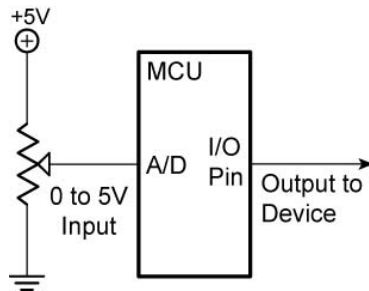 +5V
MCU
A/D
I/O
Pin
0 to 5V
Input
Output to
Device